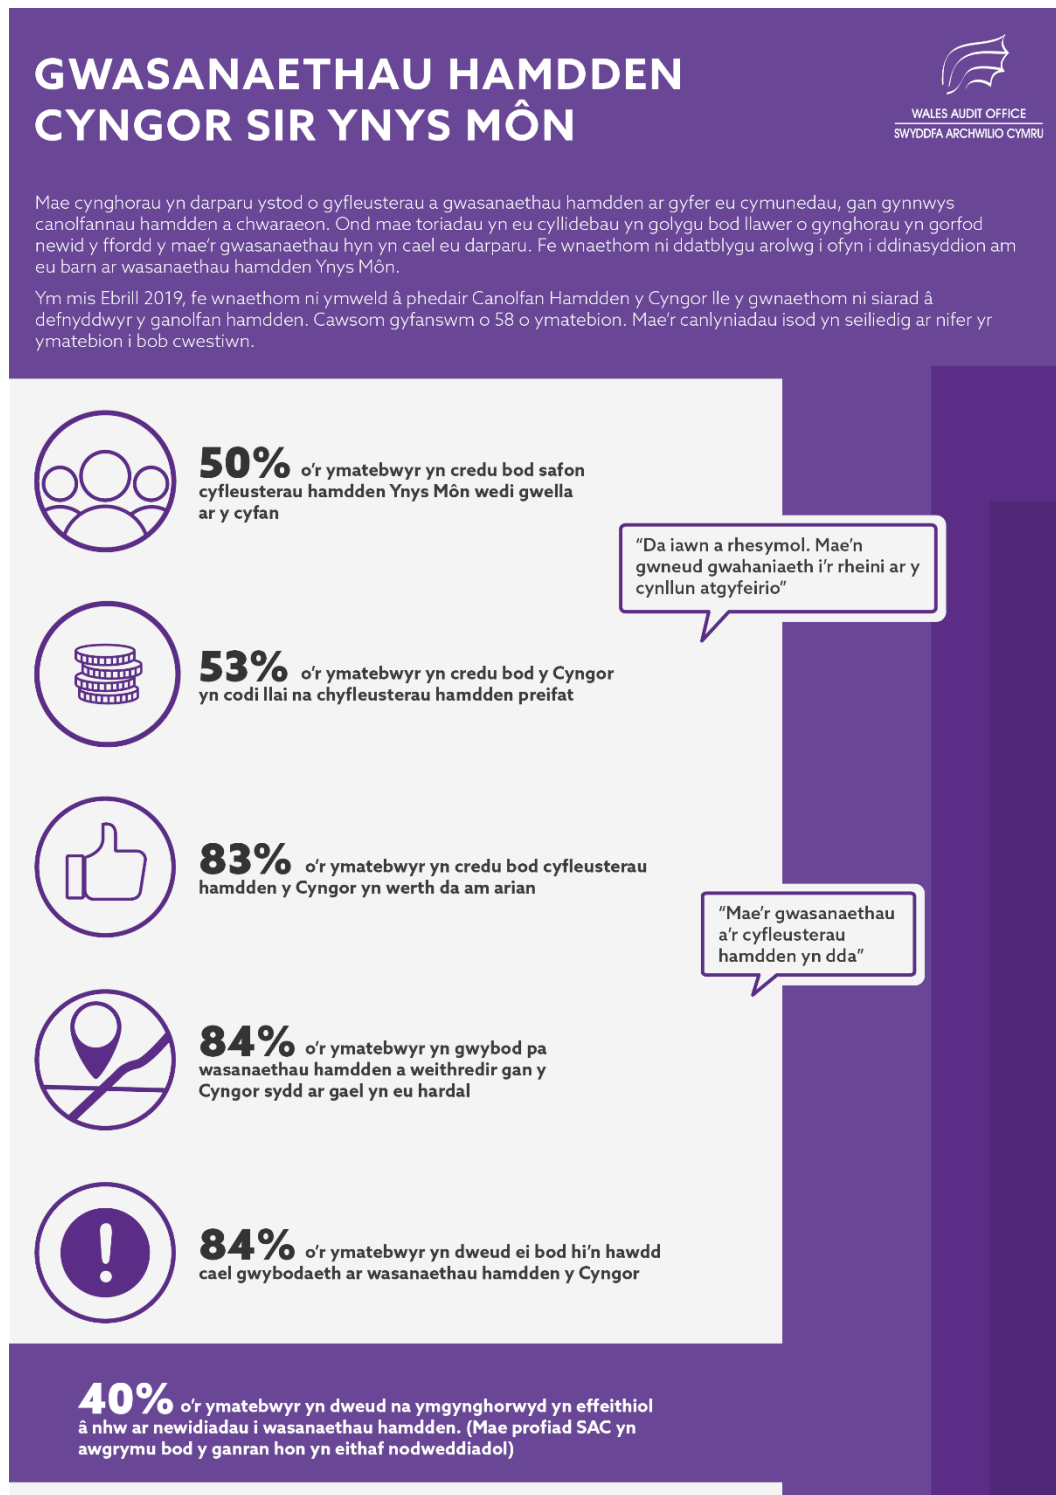 GWASANAETHAU HAMDDEN
CYNGOR SIR YNYS MÔN
WALES AUDIT OFFICE
SWYDDFA ARCHWILIO CYMRU
Mae cynghorau yn darparu ystod o gyfleusterau a gwasanaethau hamdden ar gyfer eu cymunedau, gan gynnwys
canolfannau hamdden a chwaraeon. Ond mae toriadau yn eu cyllidebau yn golygu bod llawer o gynghorau yn gorfod
newid y ffordd y mae'r gwasanaethau hyn yn cael eu darparu. Fe wnaethom ni ddatblygu arolwg i ofyn i ddinasyddion am
eu barn ar wasanaethau hamdden Ynys Môn.
Ym mis Ebrill 2019, fe wnaethom ni ymweld â phedair Canolfan Hamdden y Cyngor lle y gwnaethom ni siarad â
defnyddwyr y ganolfan hamdden. Cawsom gyfanswm o 58 o ymatebion. Mae'r canlyniadau isod yn seiliedig ar nifer yr
ymatebion i bob cwestiwn.
50% o'r ymatebwyr yn credu bod safon
cyfleusterau hamdden Ynys Môn wedi gwella
ar y cyfan
"Da iawn a rhesymol. Mae'n
gwneud gwahaniaeth i'r rheini ar y
cynllun atgyfeirio"
53% o'r ymatebwyr yn credu bod y Cyngor
yn codi llai na chyfleusterau hamdden preifat
83% o'r ymatebwyr yn credu bod cyfleusterau
hamdden y Cyngor yn werth da am arian
"Mae'r gwasanaethau
a'r cyfleusterau
hamdden yn dda"
84% o'r ymatebwyr yn gwybod pa
wasanaethau hamdden a weithredir gan y
Cyngor sydd ar gael yn eu hardal
84% o'r ymatebwyr yn dweud ei bod hi'n hawdd
cael gwybodaeth ar wasanaethau hamdden y Cyngor
40% o'r ymatebwyr yn dweud na ymgynghorwyd yn effeithiol
â nhw ar newidiadau i wasanaethau hamdden. (Mae profiad SAC yn
awgrymu bod y ganran hon yn eithaf nodweddiadol)